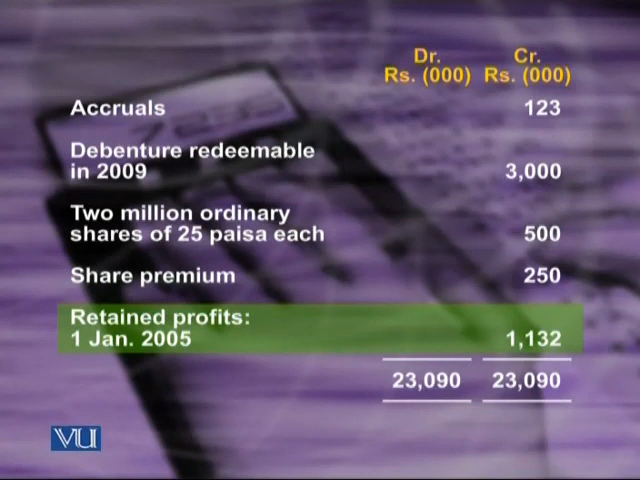 Dr. Cr.
Rs. (000) Rs. (000)
Accruals 123
Debenture redeemable
in 2009 3,000
Two million ordinary
shares of 25 paisa each 500
Share premium 250
Retained profits:
1 Jan. 2005 1,132
23,090 23,090
VU